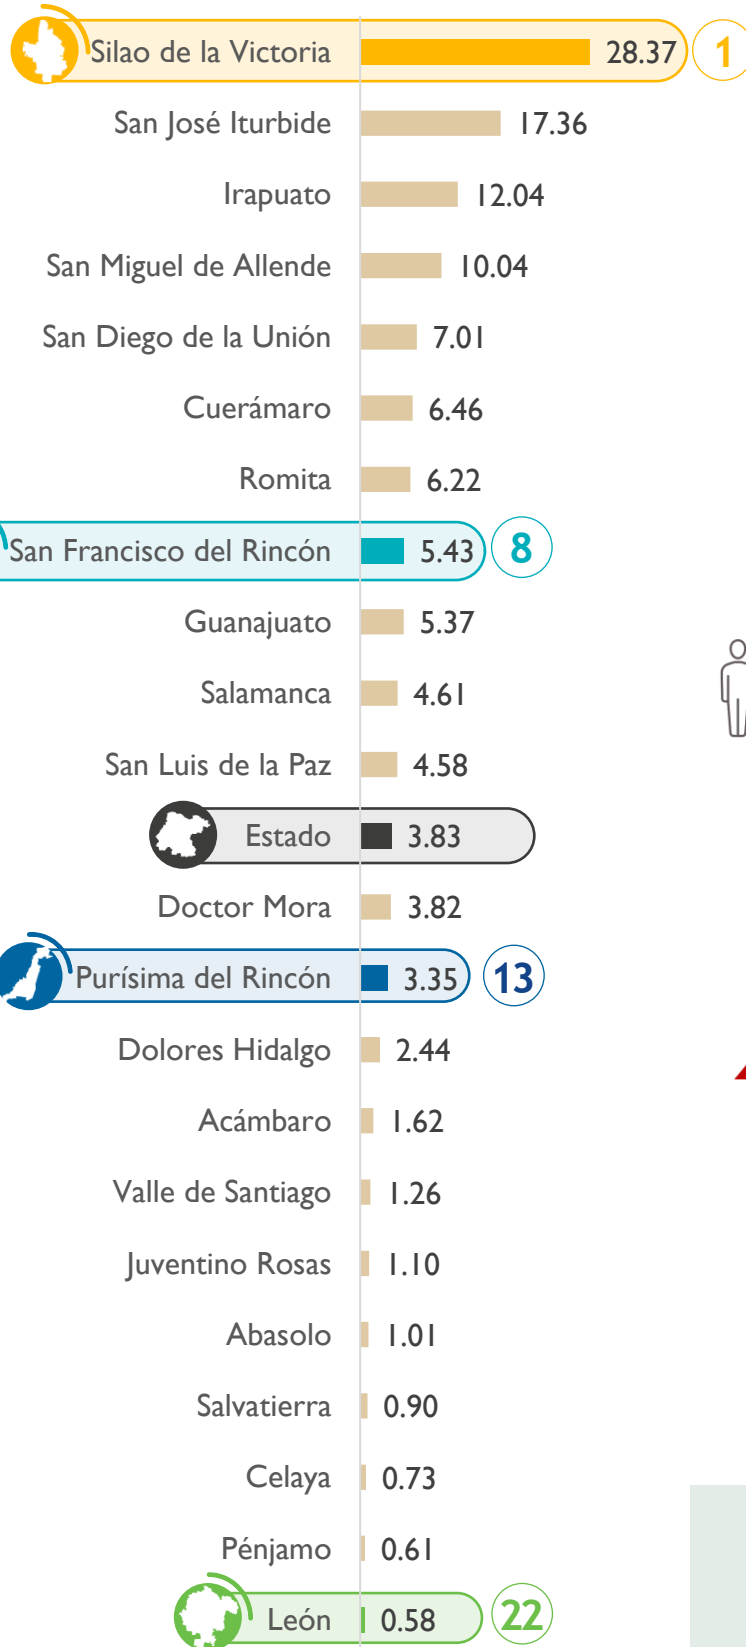 Silao de la Victoria 28.37 1
San José Iturbide 17.36
Irapuato 12.04
San Miguel de Allende 10.04
San Diego de la Unión 7.01
Cuerámaro 6.46
Romita 6.22
San Francisco del Rincón 5.43 8
Guanajuato 5.37
Salamanca 4.61
San Luis de la Paz 4.58
Estado 3.83
Doctor Mora 3.82
Purísima del Rincón 3.35 13
Dolores Hidalgo 2.44
Acámbaro 1.62
Valle de Santiago 1.26
Juventino Rosas 1.10
Abasolo 1.01
Salvatierra 0.90
Celaya 0.73
Pénjamo 0.61
León 0.58 22